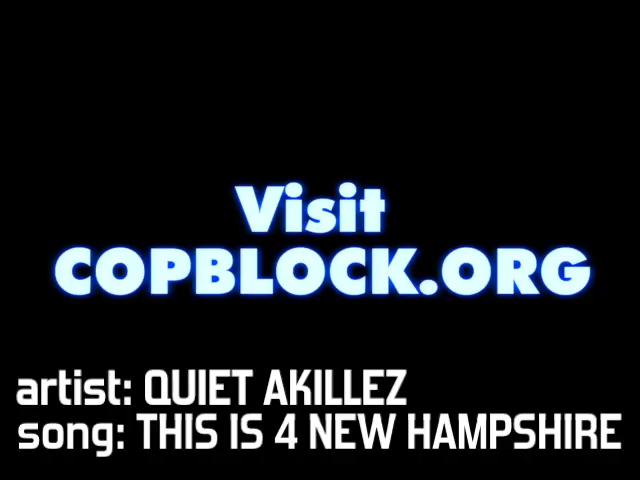 Visit
COPBLOCK.ORG
artist: QUIET AKILLEZ
song: THIS IS 4 NEW HAMPSHIRE